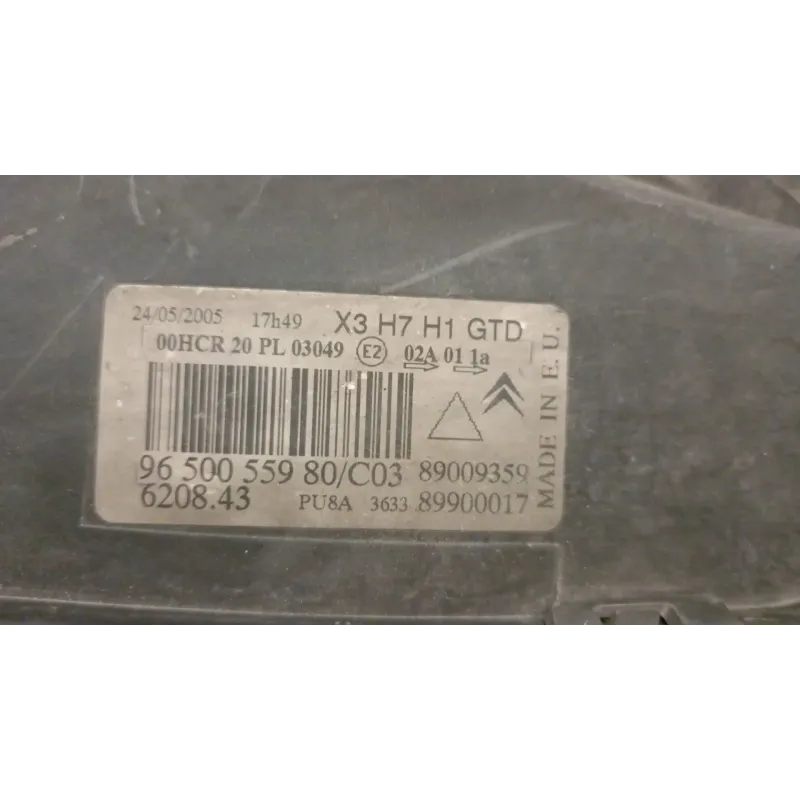 24/05/2005 17h49 X3 H7 H1 GTD
00HCR 20 PL 03049 E2 02A 01 1a
96 500 559 80/C03 89009359
6208.43 PU8A 3633 89900017
MADE IN E.U.